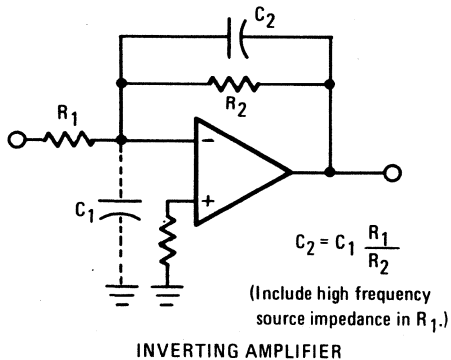 C2
R2
R1
−
+
C1
C2 = C1 R1/R2
(Include high frequency
source impedance in R1.)
INVERTING AMPLIFIER